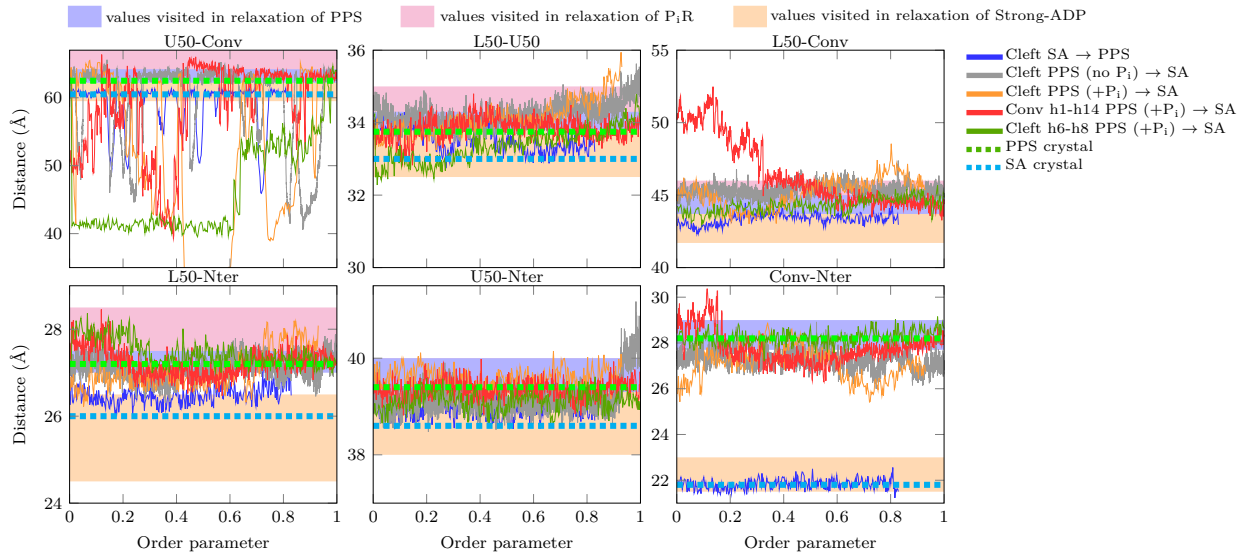 values visited in relaxation of PPS
values visited in relaxation of PᵢR
values visited in relaxation of Strong-ADP
U50-Conv
L50-U50
L50-Conv
Distance (Å)
60
50
40
36
34
32
30
55
50
45
40
Cleft SA → PPS
Cleft PPS (no Pᵢ) → SA
Cleft PPS (+Pᵢ) → SA
Conv h1-h14 PPS (+Pᵢ) → SA
Cleft h6-h8 PPS (+Pᵢ) → SA
PPS crystal
SA crystal
L50-Nter
U50-Nter
Conv-Nter
Distance (Å)
28
26
24
40
38
30
28
26
24
22
0 0.2 0.4 0.6 0.8 1
0 0.2 0.4 0.6 0.8 1
0 0.2 0.4 0.6 0.8 1
Order parameter
Order parameter
Order parameter